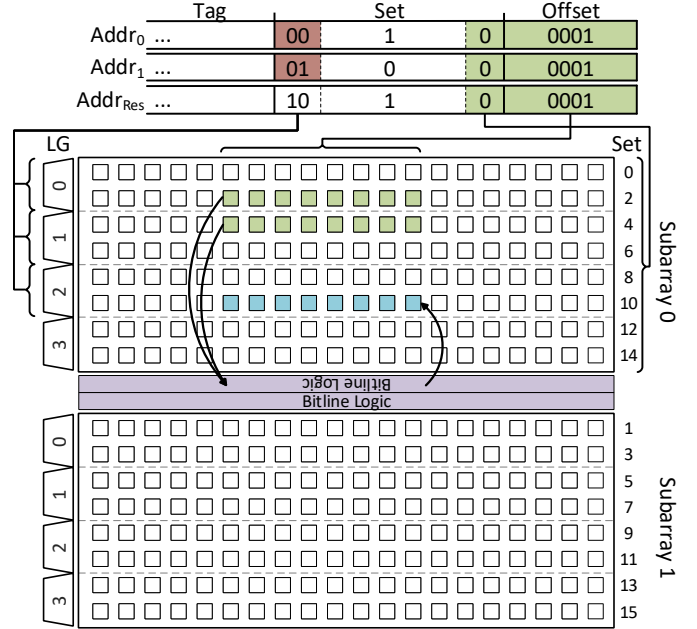 Tag Set Offset
Addr0 ... 00 1 0 0001
Addr1 ... 01 0 0 0001
AddrRes ... 10 1 0 0001
LG Set
0
1
2
3
0
2
4
6
8
10
12
14
Subarray 0
Bitline Logic
Bitline Logic
0
1
2
3
1
3
5
7
9
11
13
15
Subarray 1